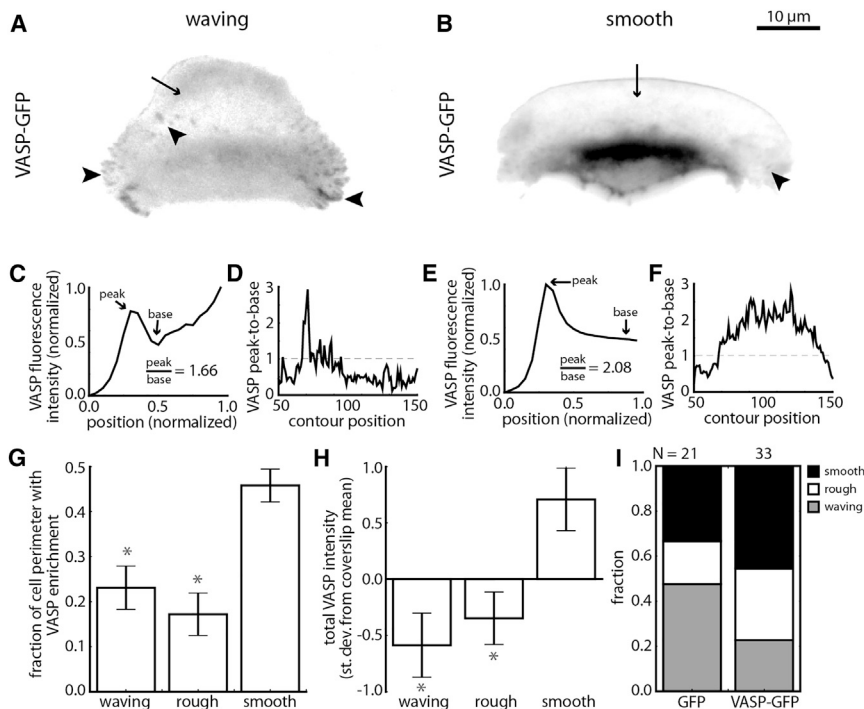 A
waving
B
smooth
10 µm
VASP-GFP
VASP-GFP
C
VASP fluorescence
intensity (normalized)
1.0
0.5
0.0
peak
base
peak
base
= 1.66
0.0
0.5
1.0
position (normalized)
D
VASP peak-to-base
3
2
1
50
100
150
contour position
E
VASP fluorescence
intensity (normalized)
1.0
0.5
0.0
peak
base
peak
base
= 2.08
0.0
0.5
1.0
position (normalized)
F
VASP peak-to-base
3
2
1
0
50
100
150
contour position
G
fraction of cell perimeter with
VASP enrichment
0.5
0.4
0.3
0.2
0.1
0.0
*
*
waving
rough
smooth
H
total VASP intensity
(st. dev. from coverslip mean)
1.0
0.5
0.0
-0.5
-1.0
*
*
waving
rough
smooth
I
N = 21
33
fraction
1.0
0.8
0.6
0.4
0.2
0
GFP
VASP-GFP
smooth
rough
waving